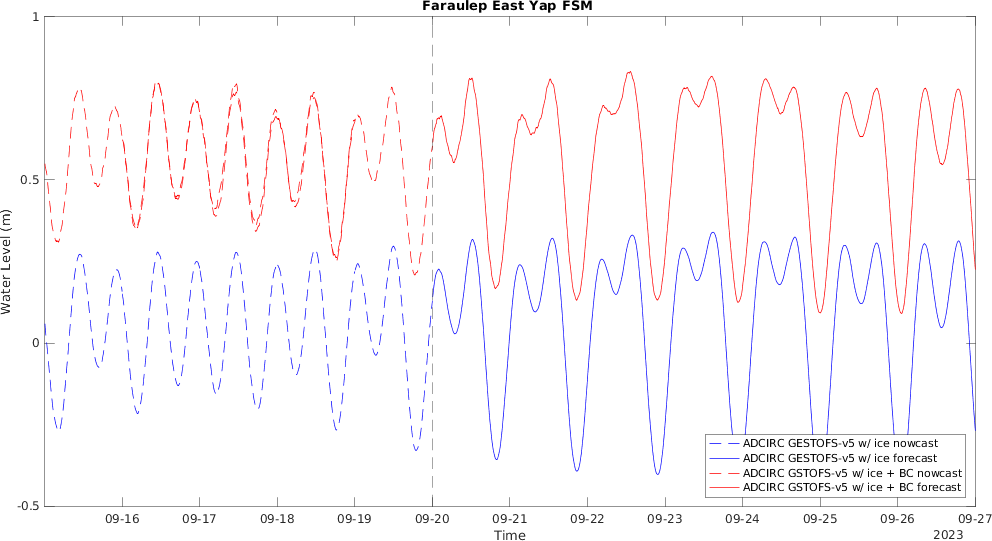 Faraulep East Yap FSM
1
0.5
0
-0.5
Water Level (m)
ADCIRC GESTOFS-v5 w/ ice nowcast
ADCIRC GESTOFS-v5 w/ ice forecast
ADCIRC GSTOFS-v5 w/ ice + BC nowcast
ADCIRC GSTOFS-v5 w/ ice + BC forecast
09-16 09-17 09-18 09-19 09-20 09-21 09-22 09-23 09-24 09-25 09-26 09-27
Time
2023